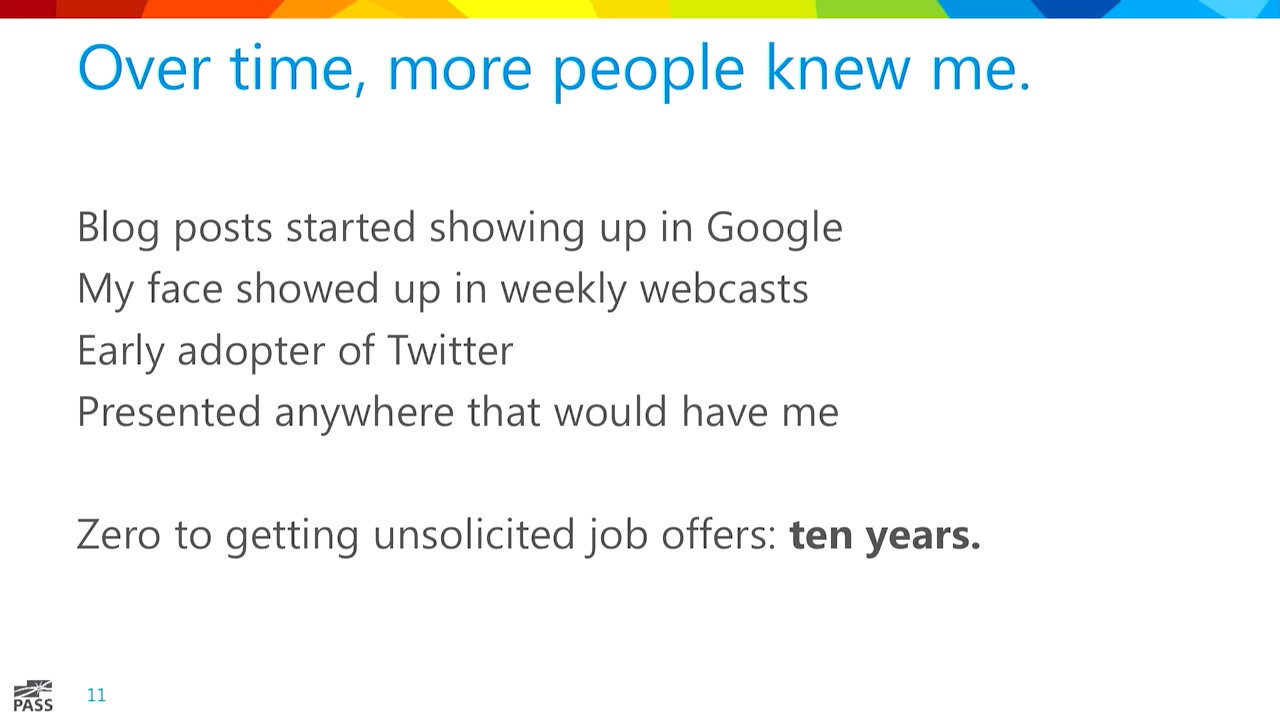 Over time, more people knew me.
Blog posts started showing up in Google
My face showed up in weekly webcasts
Early adopter of Twitter
Presented anywhere that would have me
Zero to getting unsolicited job offers: ten years.
PASS
11